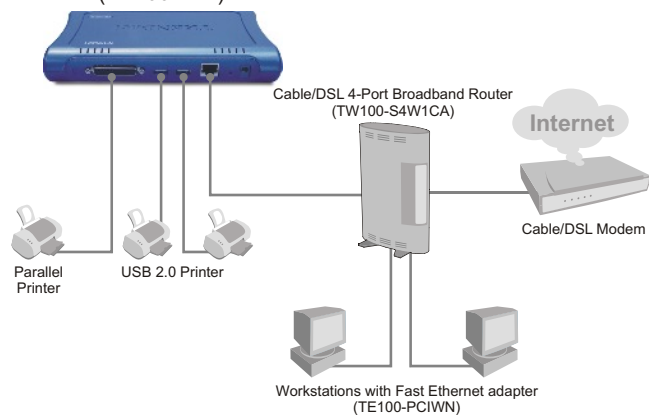 TRENDNET
Cable/DSL 4-Port Broadband Router
(TW100-S4W1CA)
Internet
Cable/DSL Modem
Parallel
Printer
USB 2.0 Printer
Workstations with Fast Ethernet adapter
(TE100-PCIWN)